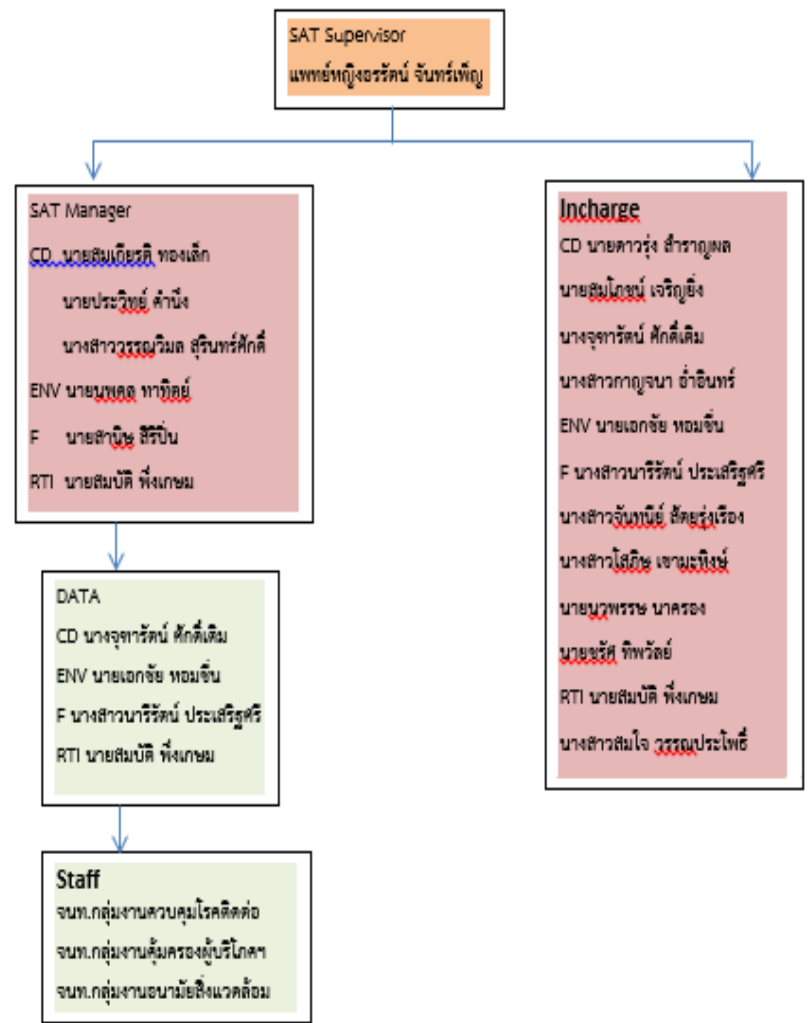 SAT Supervisor
แพทย์หญิงอรรัตน์ จันทร์เพ็ญ
SAT Manager
CD นายสมเกียรติ ทองเล็ก
นายประวิทย์ คำนึง
นางสาววรรณวิมล สุรินทร์ศักดิ์
ENV นายนพดล ทาทิตย์
F นายสานิษ สิริปิ่น
RTI นายสมบัติ พึ่งเกษม
DATA
CD นางจุฑารัตน์ ศักดิ์เดิม
ENV นายเอกชัย หอมชื่น
F นางสาวนารีรัตน์ ประเสริฐศรี
RTI นายสมบัติ พึ่งเกษม
Staff
จนท.กลุ่มงานควบคุมโรคติดต่อ
จนท.กลุ่มงานคุ้มครองผู้บริโภคฯ
จนท.กลุ่มงานอนามัยสิ่งแวดล้อม
Incharge
CD นายดาวรุ่ง สำราญผล
นายสมโภชน์ เจริญยิ่ง
นางจุฑารัตน์ ศักดิ์เดิม
นางสาวกาญจนา อ่ำอินทร์
ENV นายเอกชัย หอมชื่น
F นางสาวนารีรัตน์ ประเสริฐศรี
นางสาวจันทนีย์ สัตยรุ่งเรือง
นางสาวโสภิษ เขามะหิงษ์
นายนวพรรษ นาครอง
นายชรัศ ทิพวัลย์
RTI นายสมบัติ พึ่งเกษม
นางสาวสมใจ วรรณประไพธิ์